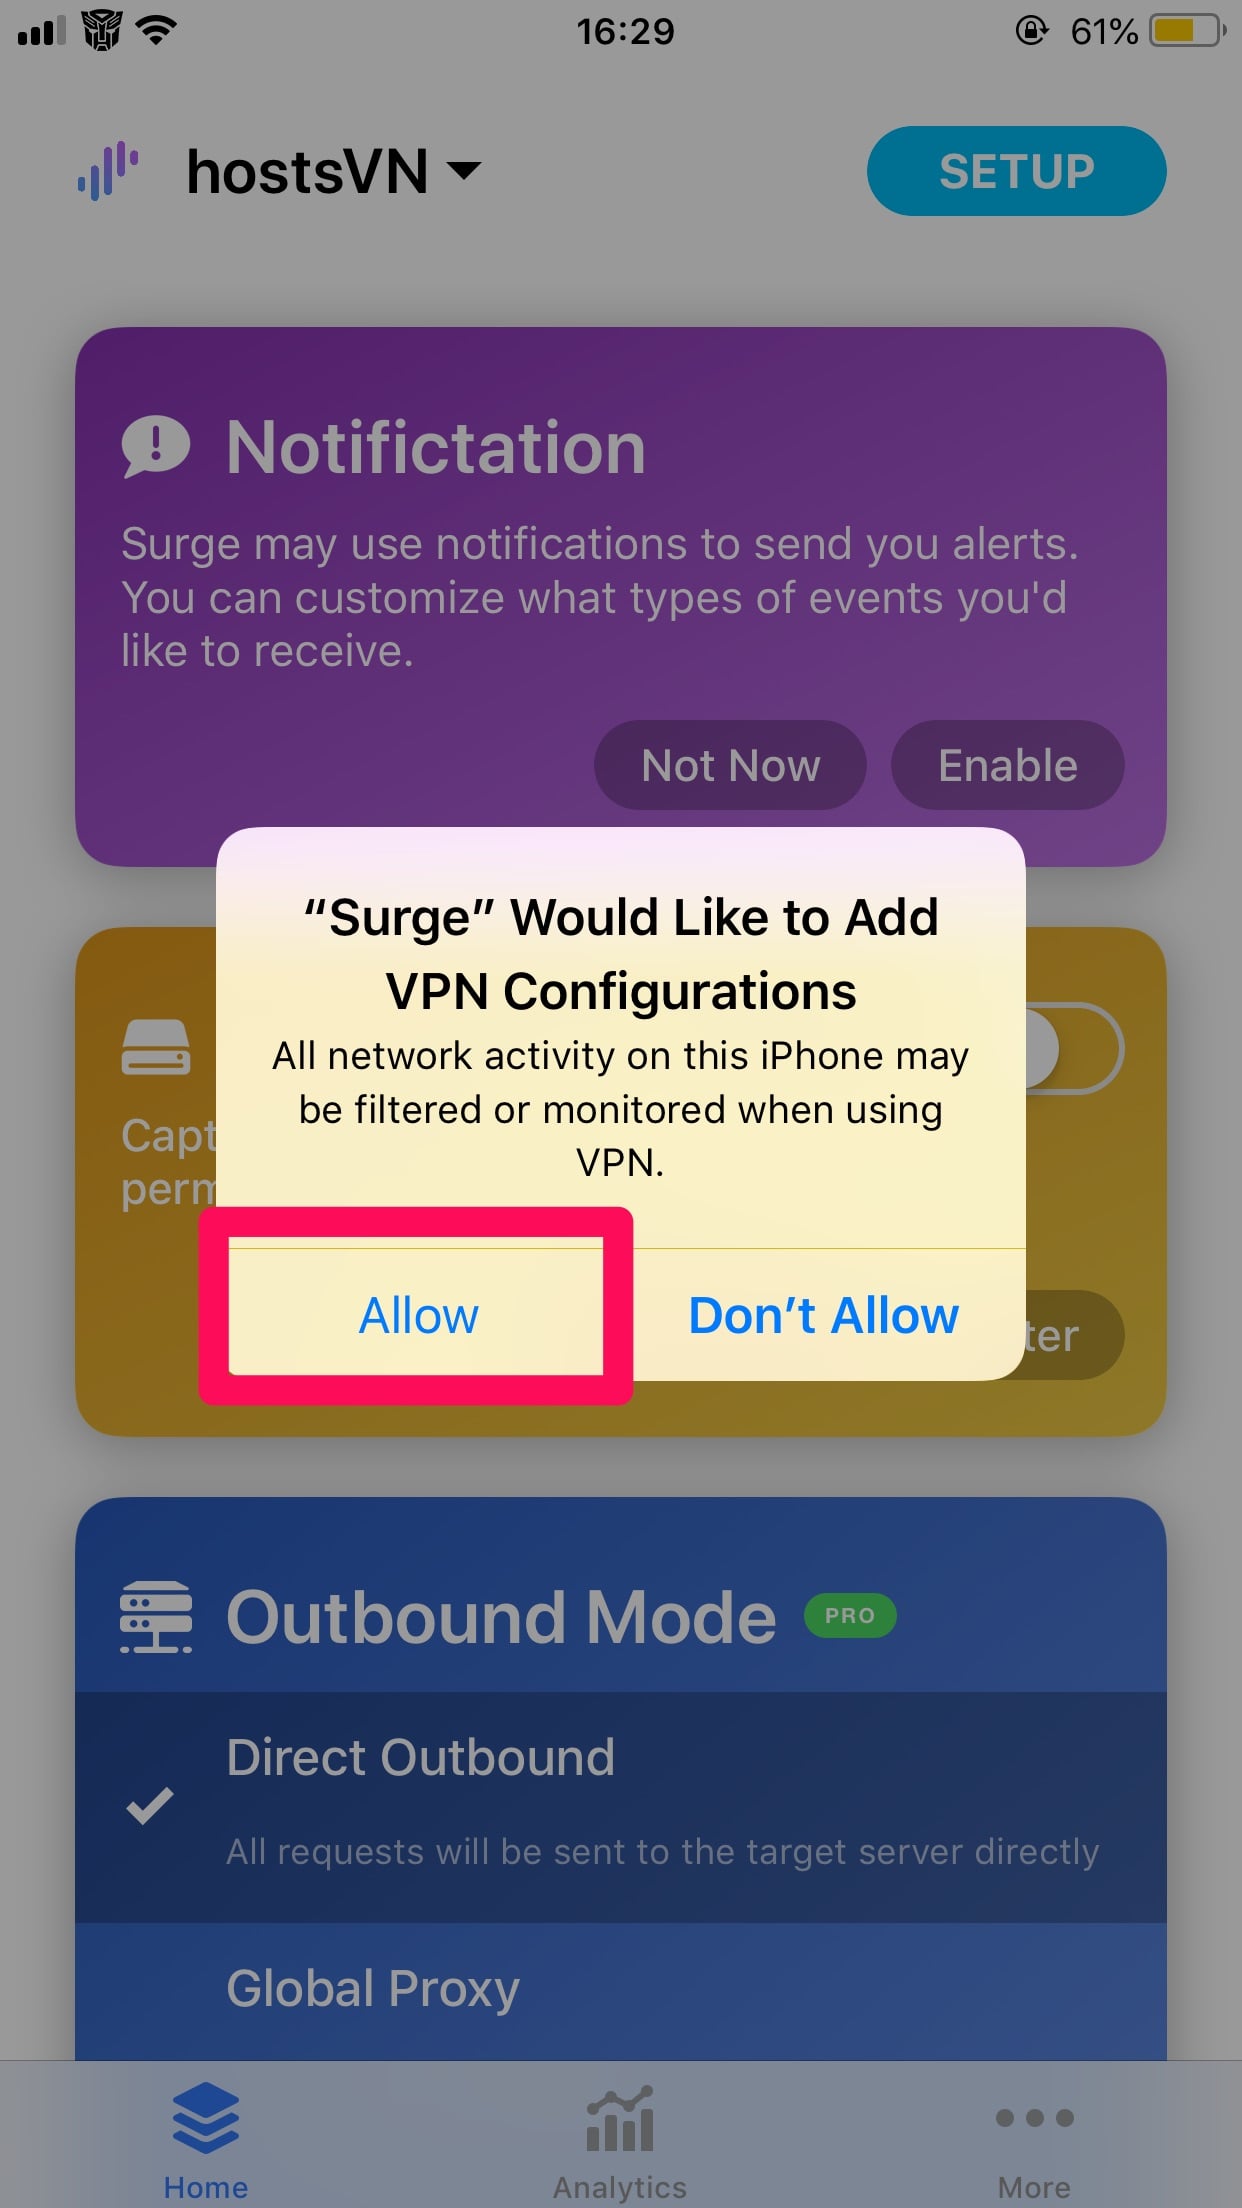 16:29
61%
hostsVN
SETUP
Notifictation
Surge may use notifications to send you alerts.
You can customize what types of events you'd
like to receive.
Not Now
Enable
“Surge” Would Like to Add
VPN Configurations
All network activity on this iPhone may
be filtered or monitored when using
VPN.
Capt
perm
Allow
Don’t Allow
ter
Outbound Mode
PRO
Direct Outbound
All requests will be sent to the target server directly
Global Proxy
Home
Analytics
More